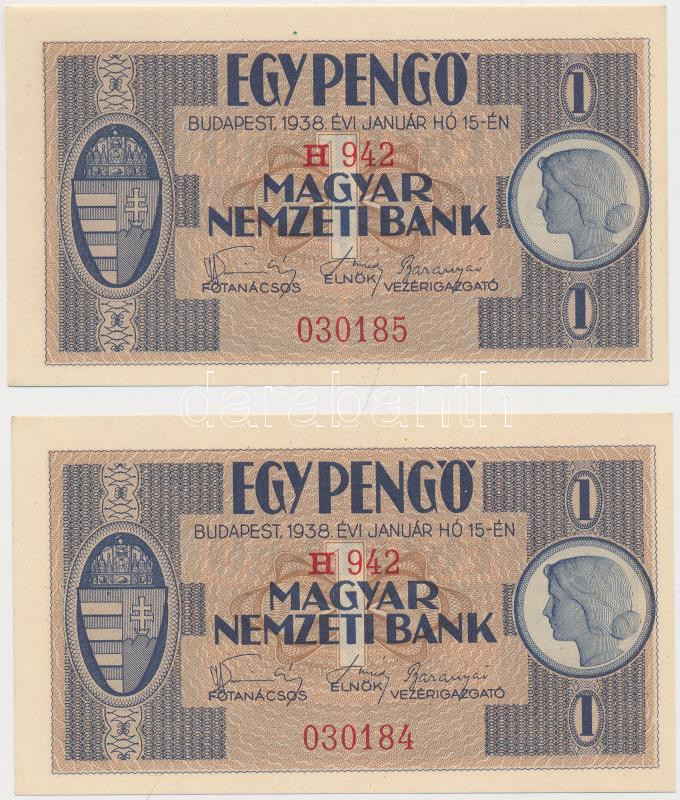 EGY PENGŐ
1
BUDAPEST, 1938 ÉVI JANUÁR HÓ 15-ÉN
H 942
MAGYAR
NEMZETI BANK
Baranyai
FŐTANÁCSOS ELNÖK VEZÉRIGAZGATÓ
1
030185
darabanth
EGY PENGŐ
1
BUDAPEST, 1938 ÉVI JANUÁR HÓ 15-ÉN
H 942
MAGYAR
NEMZETI BANK
Baranyai
FŐTANÁCSOS ELNÖK VEZÉRIGAZGATÓ
1
030184